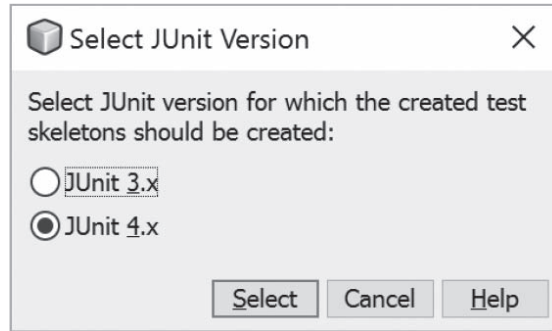 Select JUnit Version
Select JUnit version for which the created test
skeletons should be created:
JUnit 3.x
JUnit 4.x
Select Cancel Help